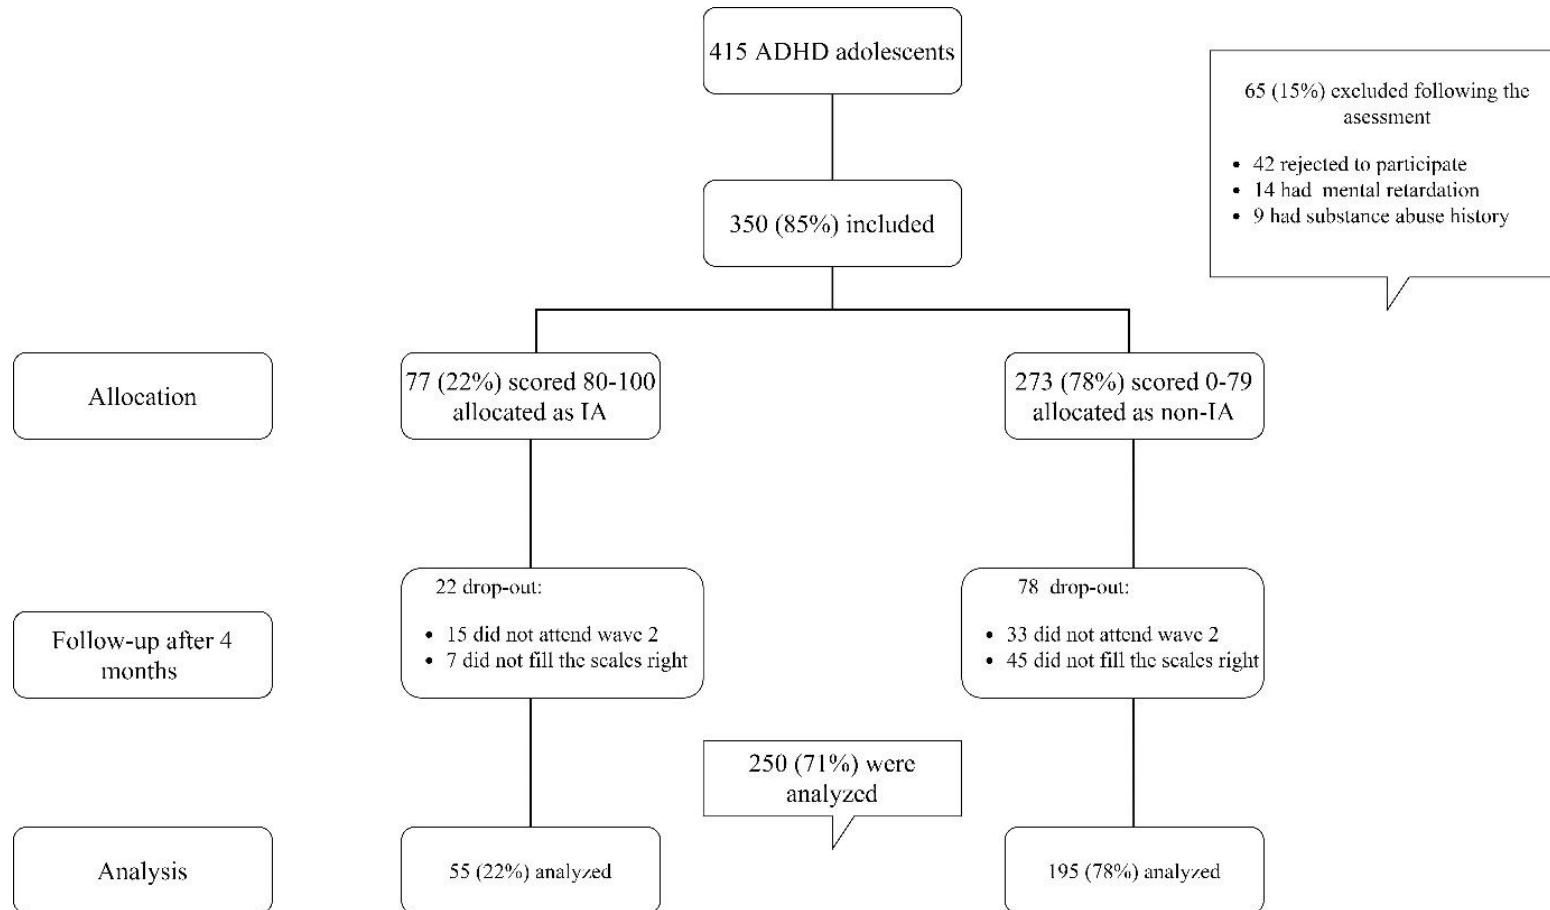 415 ADHD adolescents
65 (15%) excluded following the
asessment
• 42 rejected to participate
• 14 had mental retardation
• 9 had substance abuse history
350 (85%) included
Allocation
77 (22%) scored 80-100
allocated as IA
273 (78%) scored 0-79
allocated as non-IA
Follow-up after 4
months
22 drop-out:
• 15 did not attend wave 2
• 7 did not fill the scales right
78 drop-out:
• 33 did not attend wave 2
• 45 did not fill the scales right
250 (71%) were
analyzed
Analysis
55 (22%) analyzed
195 (78%) analyzed